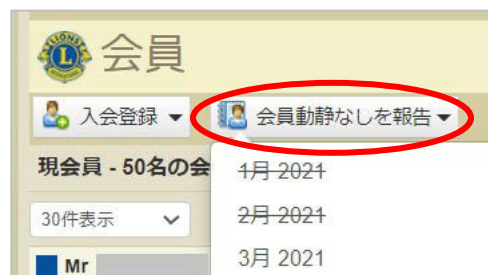 会員
入会登録 ▼ 会員動静なしを報告▼
現会員 - 50名の会
1月 2021
2月 2021
30件表示
3月 2021
Mr